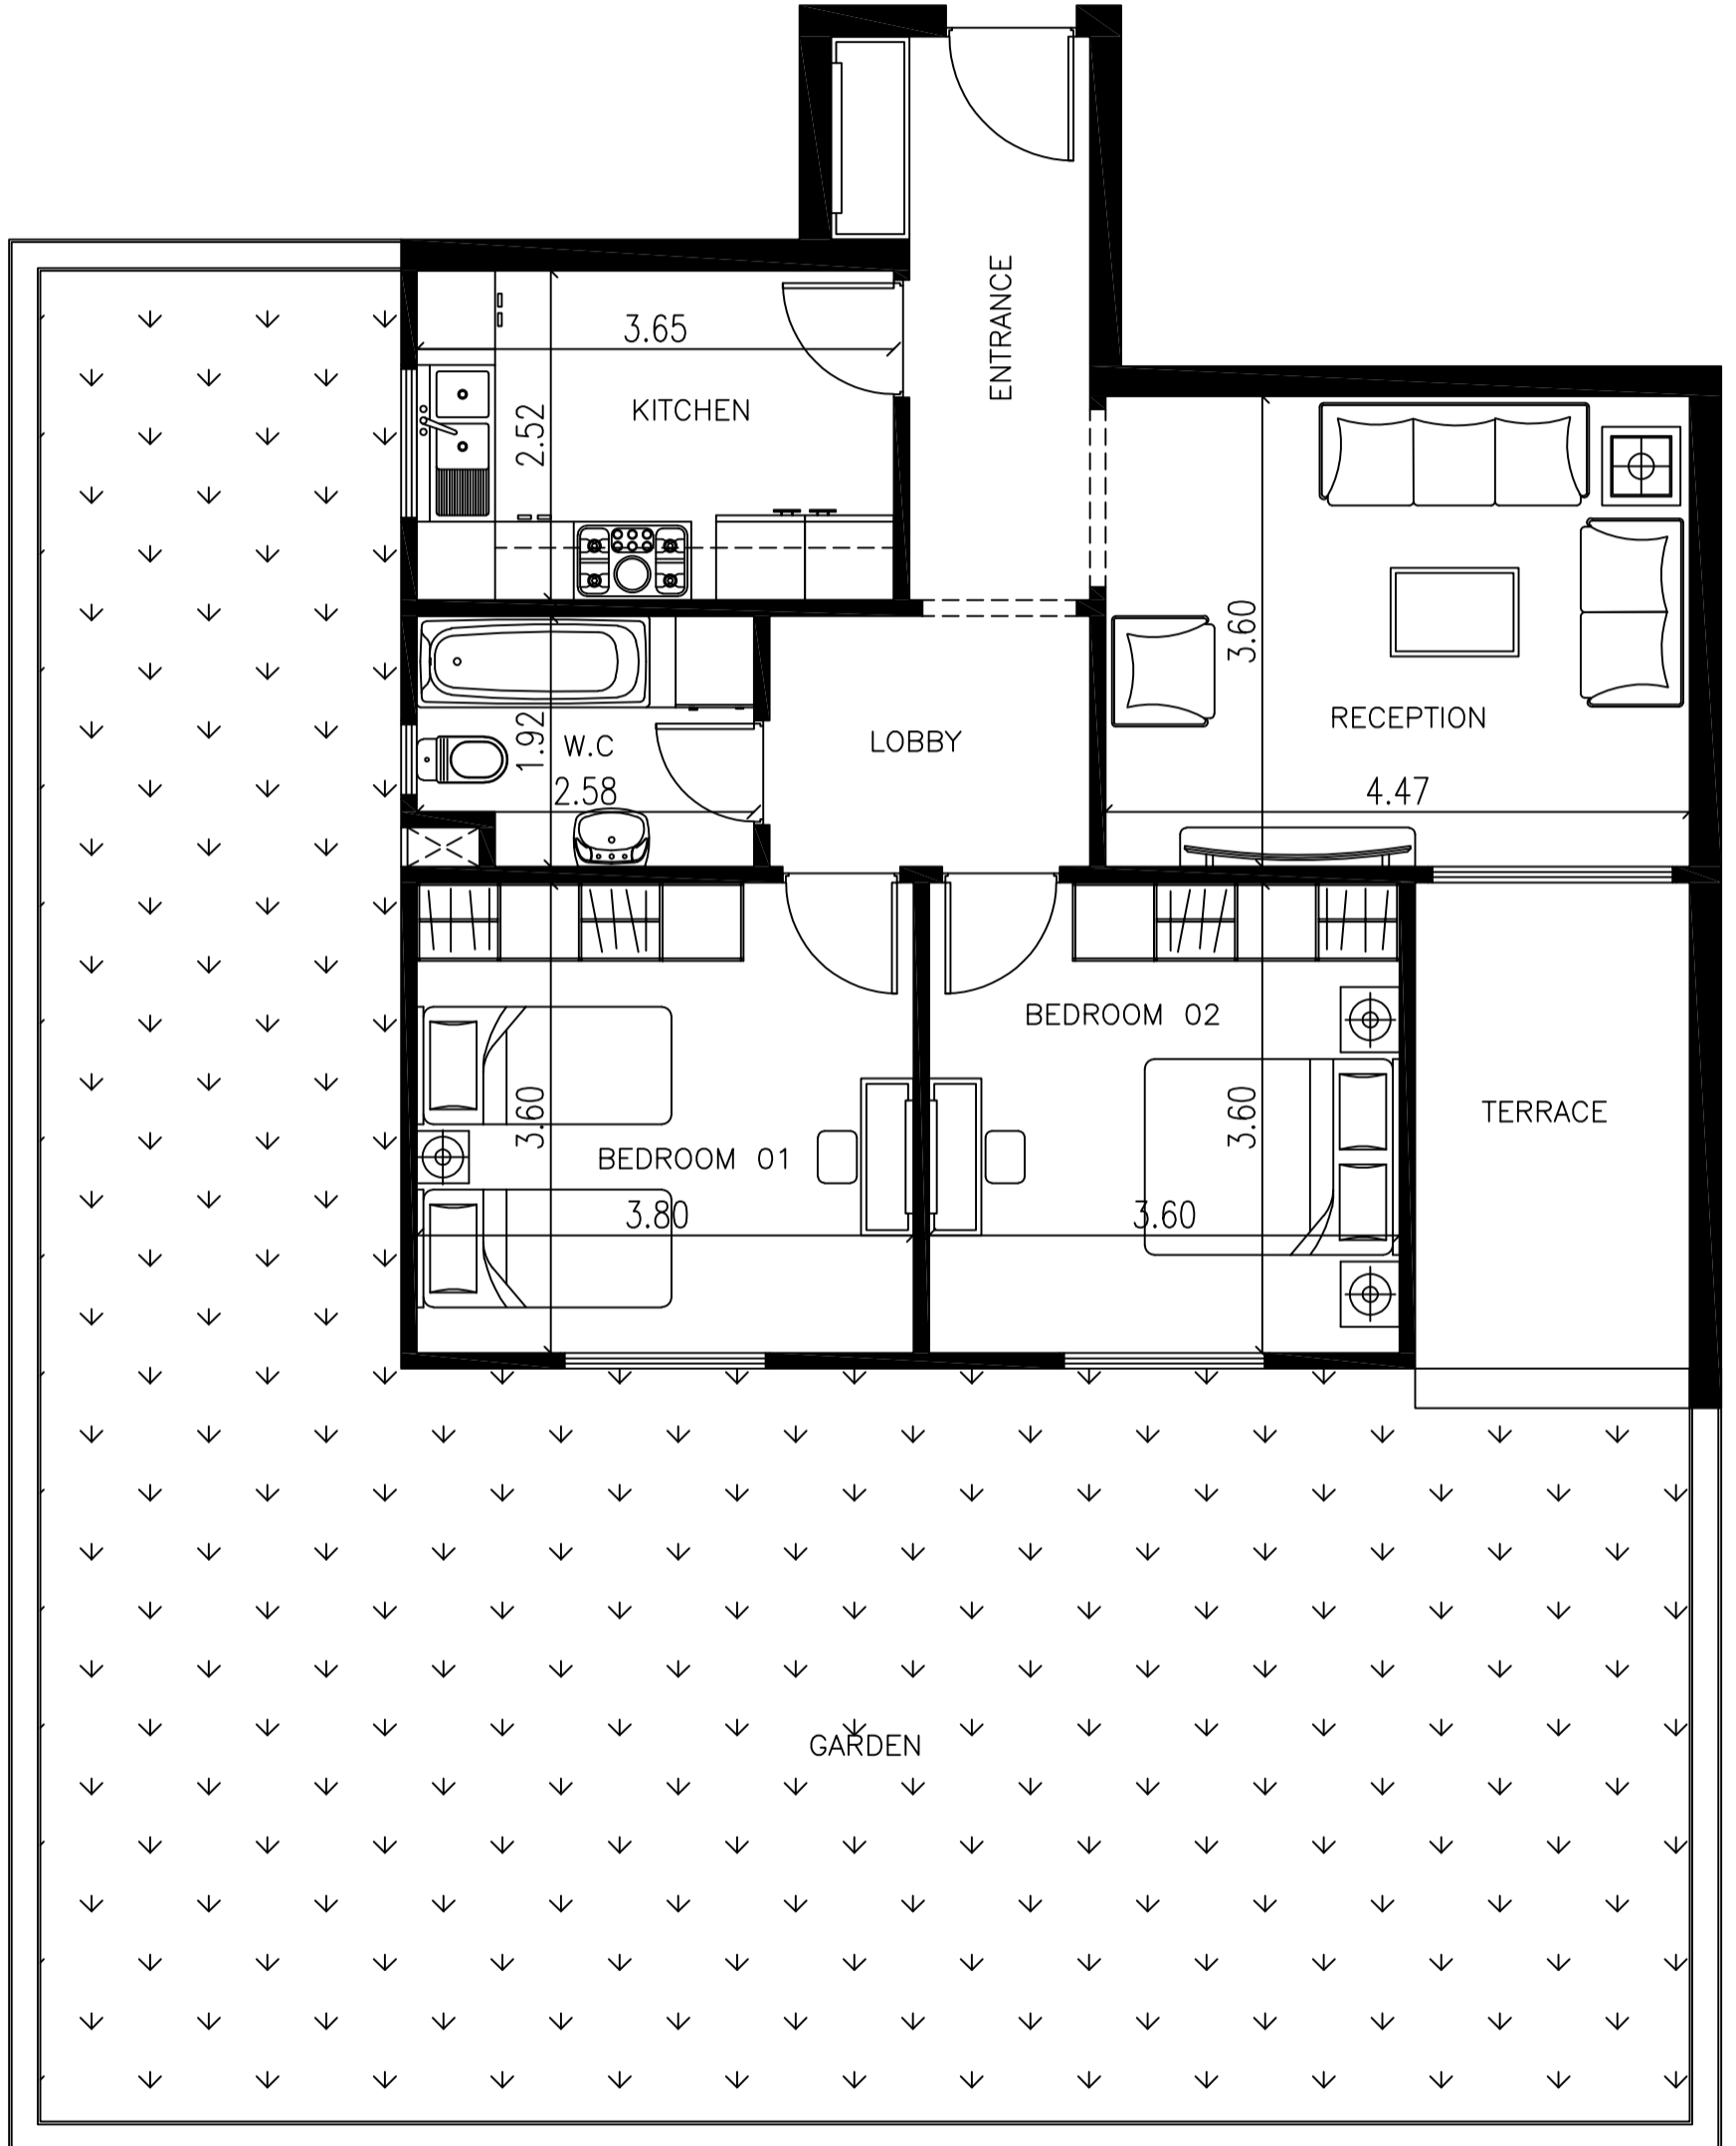 ENTRANCE
3.65
KITCHEN
2.52
3.60
RECEPTION
1.92
W.C
LOBBY
2.58
4.47
BEDROOM 02
3.60
3.60
TERRACE
BEDROOM 01
3.80
3.60
GARDEN